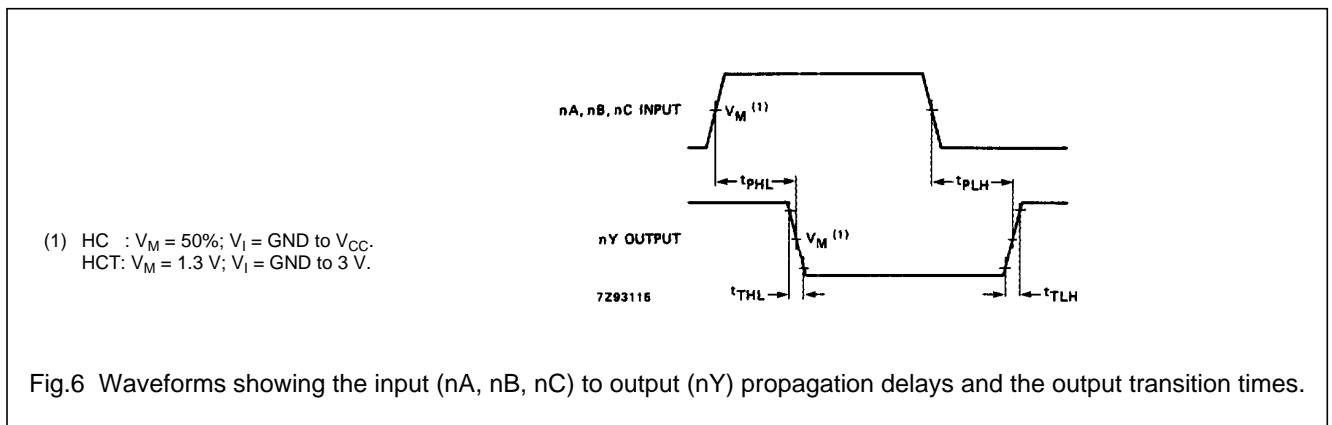 nA, nB, nC INPUT
VM (1)
tPHL
tPLH
(1) HC : VM = 50%; VI = GND to VCC.
HCT: VM = 1.3 V; VI = GND to 3 V.
nY OUTPUT
VM (1)
7Z93115
tTHL
tTLH
Fig.6 Waveforms showing the input (nA, nB, nC) to output (nY) propagation delays and the output transition times.